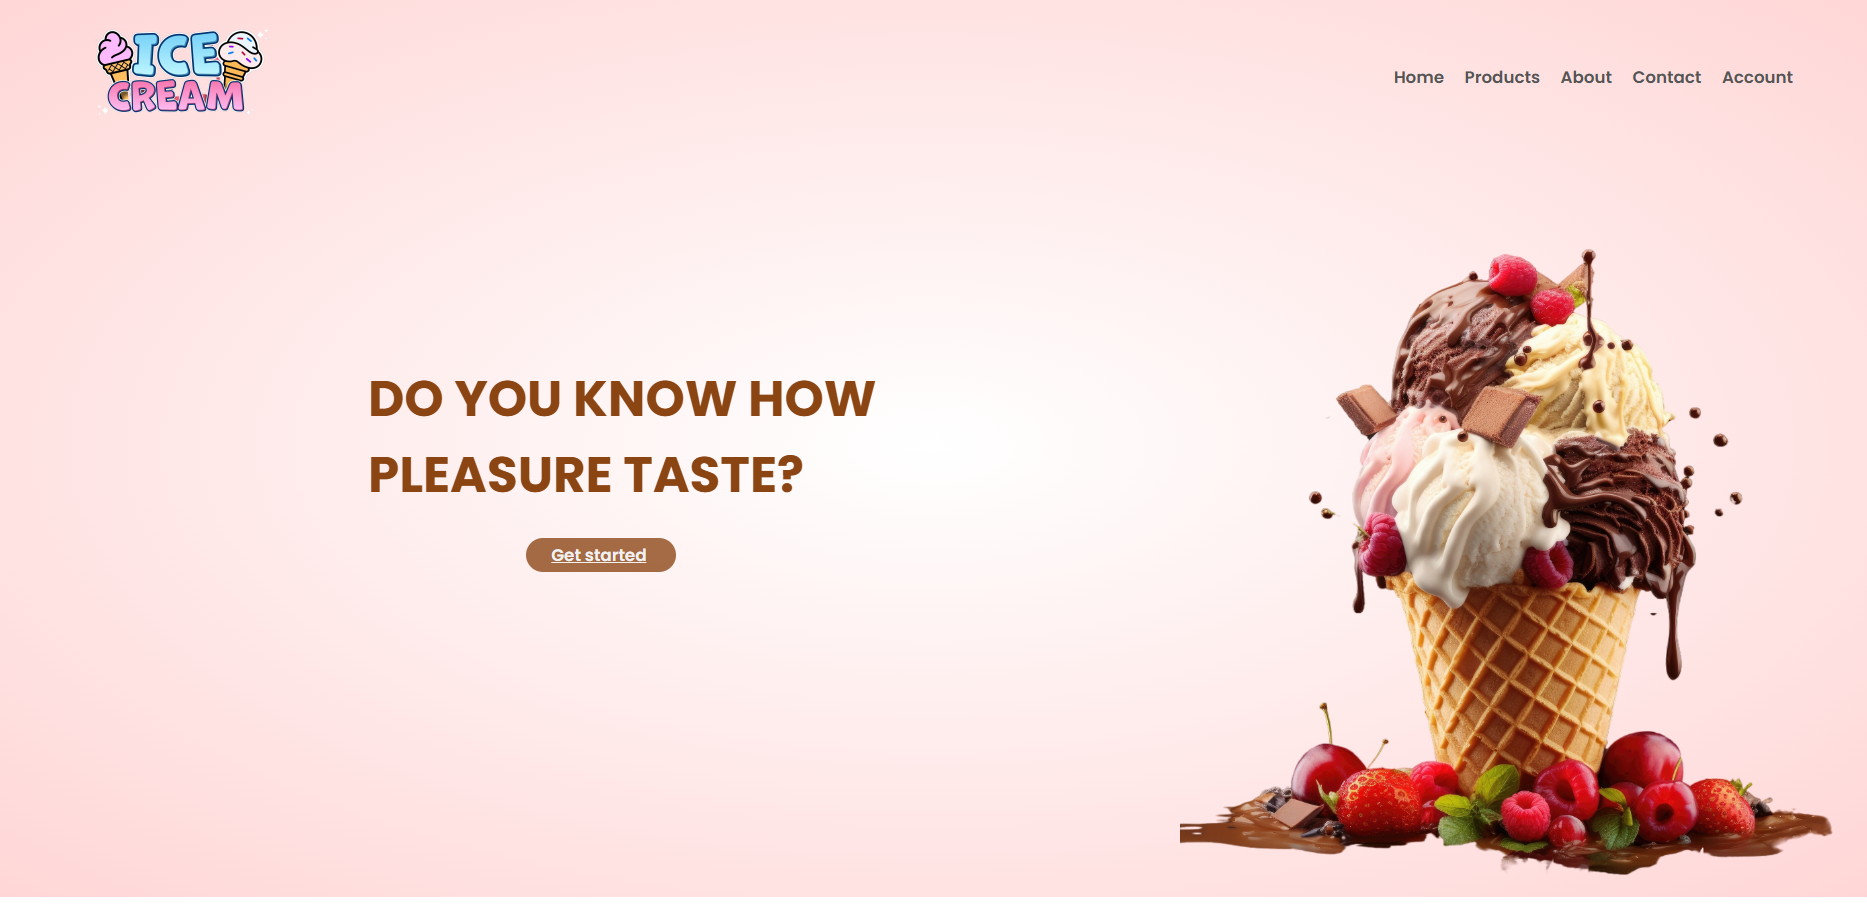 ICE
CREAM
Home Products About Contact Account
DO YOU KNOW HOW
PLEASURE TASTE?
Get started